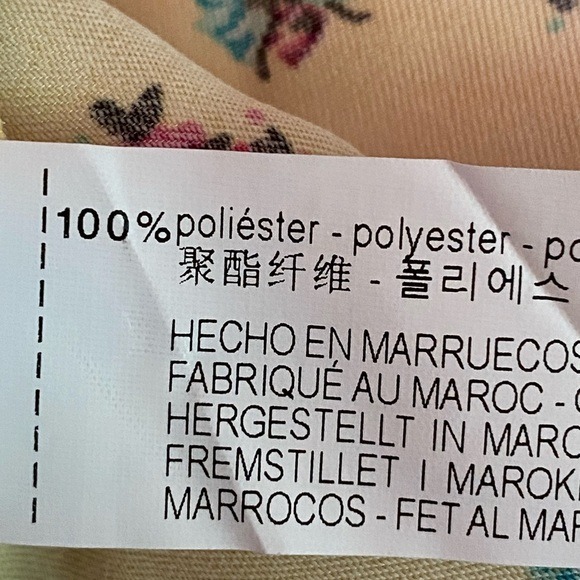 100% poliéster - polyester - po
聚酯纤维 - 폴리에스
HECHO EN MARRUECOS
FABRIQUÉ AU MAROC -
HERGESTELLT IN MARO
FREMSTILLET I MAROK
MARROCOS - FET AL MAR